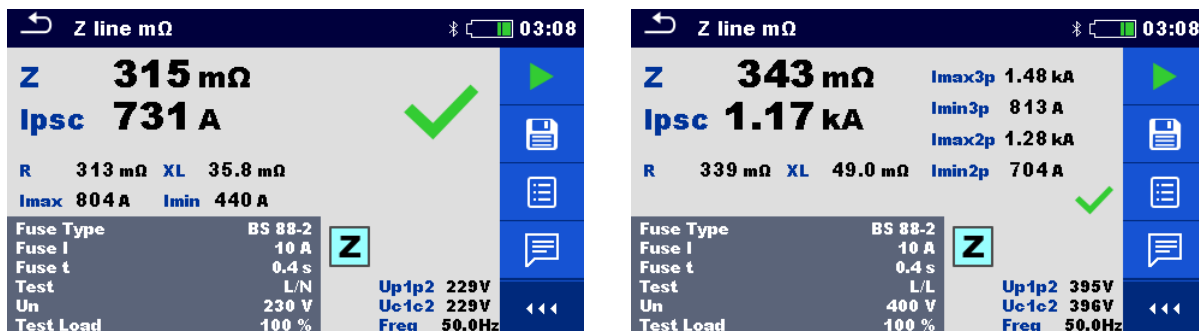 Z line mΩ 03:08
Z 315 mΩ
Ipsc 731 A
R 313 mΩ XL 35.8 mΩ
Imax 804 A Imin 440 A
Fuse Type BS 88-2
Fuse I 10 A
Fuse t 0.4 s
Test L/N
Un 230 V
Test Load 100 %
Z
Up1p2 229V
Uc1c2 229V
Freq 50.0Hz
Z line mΩ 03:08
Z 343 mΩ
Ipsc 1.17 kA
Imax3p 1.48 kA
Imin3p 813 A
Imax2p 1.28 kA
Imin2p 704 A
R 339 mΩ XL 49.0 mΩ
Fuse Type BS 88-2
Fuse I 10 A
Fuse t 0.4 s
Test L/L
Un 400 V
Test Load 100 %
Z
Up1p2 395V
Uc1c2 396V
Freq 50.0Hz